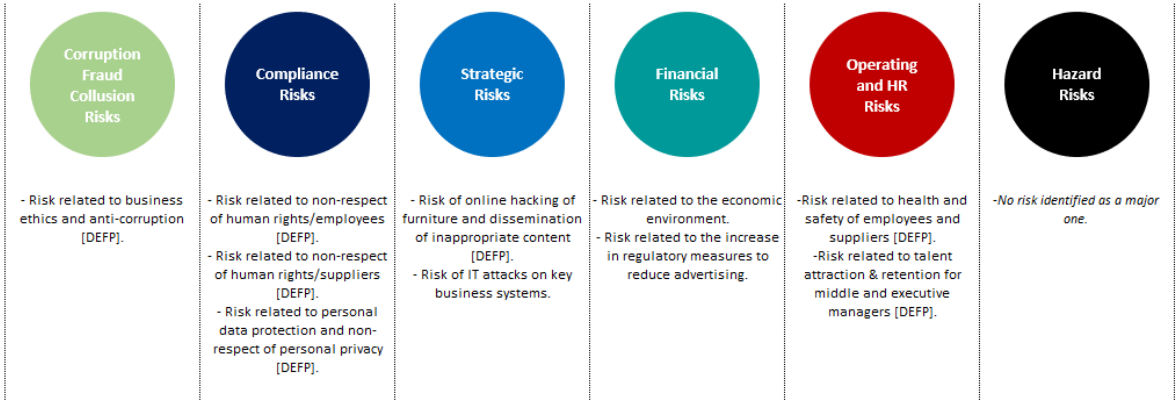 Corruption
Fraud
Collusion
Risks
Compliance
Risks
Strategic
Risks
Financial
Risks
Operating
and HR
Risks
Hazard
Risks
- Risk related to business
ethics and anti-corruption
[DEFP].
- Risk related to non-respect
of human rights/employees
[DEFP].
- Risk related to non-respect
of human rights/suppliers
[DEFP].
- Risk related to personal
data protection and non-
respect of personal privacy
[DEFP].
- Risk of online hacking of
furniture and dissemination
of inappropriate content
[DEFP].
- Risk of IT attacks on key
business systems.
- Risk related to the economic
environment.
- Risk related to the increase
in regulatory measures to
reduce advertising.
-Risk related to health and
safety of employees and
suppliers [DEFP].
-Risk related to talent
attraction & retention for
middle and executive
managers [DEFP].
-No risk identified as a major
one.